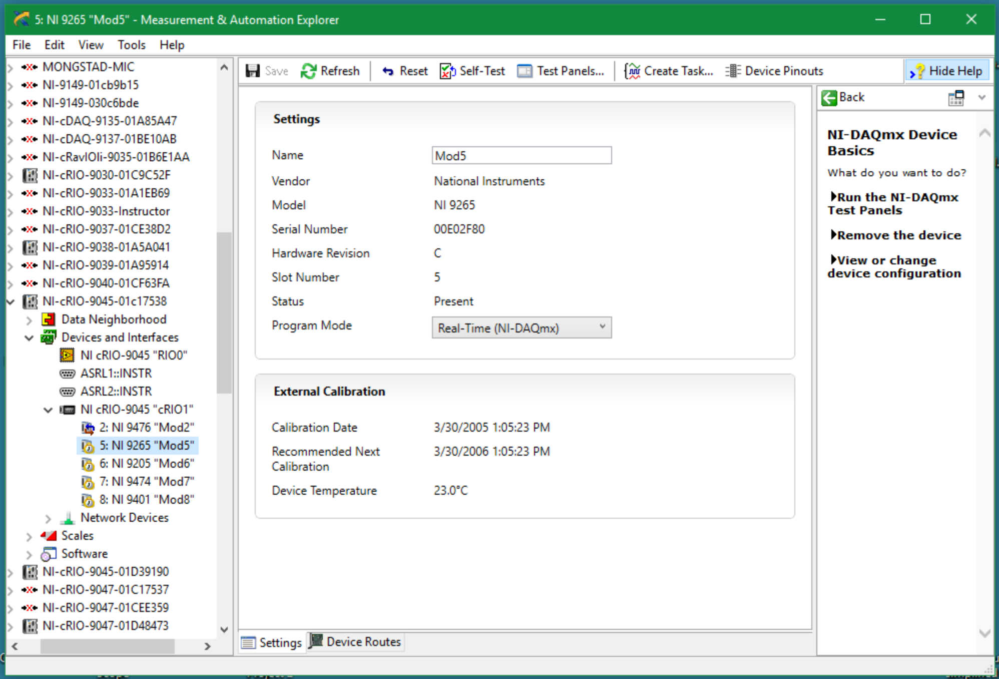 5: NI 9265 "Mod5" - Measurement & Automation Explorer
File Edit View Tools Help
MONGSTAD-MIC
NI-9149-01cb9b15
NI-9149-030c6bde
NI-cDAQ-9135-01A85A47
NI-cDAQ-9137-01BE10AB
NI-cRavlOli-9035-01B6E1AA
NI-cRIO-9030-01C9C52F
NI-cRIO-9033-01A1EB69
NI-cRIO-9033-Instructor
NI-cRIO-9037-01CE38D2
NI-cRIO-9038-01A5A041
NI-cRIO-9039-01A95914
NI-cRIO-9040-01CF63FA
NI-cRIO-9045-01c17538
Data Neighborhood
Devices and Interfaces
NI cRIO-9045 "RIO0"
ASRL1::INSTR
ASRL2::INSTR
NI cRIO-9045 "cRIO1"
2: NI 9476 "Mod2"
5: NI 9265 "Mod5"
6: NI 9205 "Mod6"
7: NI 9474 "Mod7"
8: NI 9401 "Mod8"
Network Devices
Scales
Software
NI-cRIO-9045-01D39190
NI-cRIO-9047-01C17537
NI-cRIO-9047-01CEE359
NI-cRIO-9047-01D48473
Save Refresh Reset Self-Test Test Panels... Create Task... Device Pinouts Hide Help
Settings
Name Mod5
Vendor National Instruments
Model NI 9265
Serial Number 00E02F80
Hardware Revision C
Slot Number 5
Status Present
Program Mode Real-Time (NI-DAQmx)
External Calibration
Calibration Date 3/30/2005 1:05:23 PM
Recommended Next 3/30/2006 1:05:23 PM
Calibration
Device Temperature 23.0°C
Settings Device Routes
Back
NI-DAQmx Device
Basics
What do you want to do?
Run the NI-DAQmx
Test Panels
Remove the device
View or change
device configuration